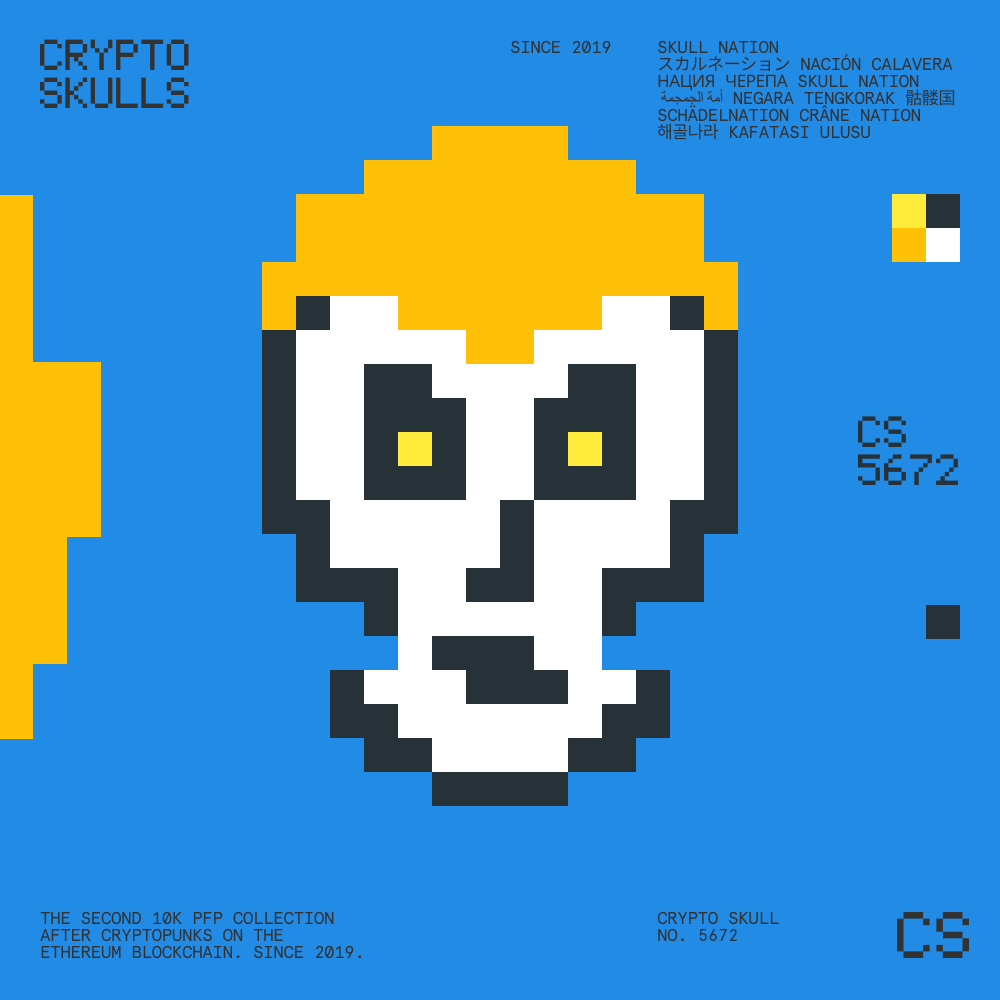 CRYPTO
SKULLS
SINCE 2019
SKULL NATION
スカルネーション NACIÓN CALAVERA
НАЦИЯ ЧЕРЕПА SKULL NATION
أمة الجمجمة NEGARA TENGKORAK 骷髅国
SCHÄDELNATION CRÂNE NATION
해골나라 KAFATASI ULUSU
CS
5672
THE SECOND 10K PFP COLLECTION
AFTER CRYPTOPUNKS ON THE
ETHEREUM BLOCKCHAIN. SINCE 2019.
CRYPTO SKULL
NO. 5672
CS